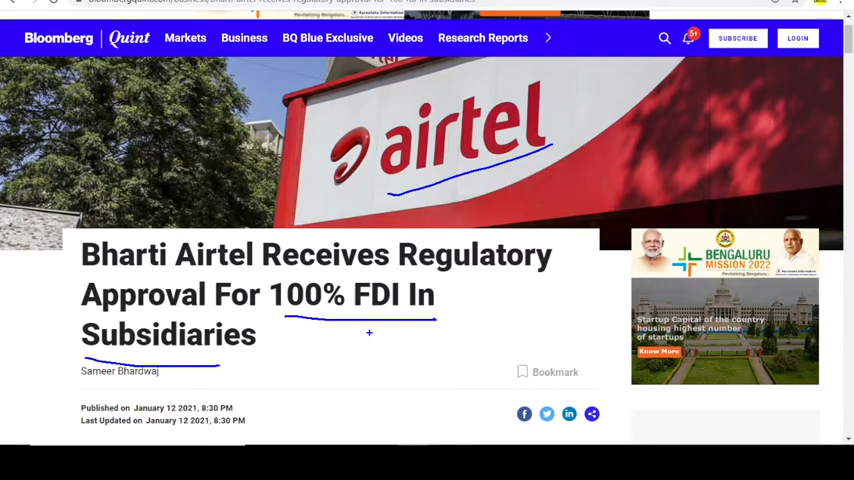 Bloomberg | Quint
Markets
Business
BQ Blue Exclusive
Videos
Research Reports
5+
SUBSCRIBE
LOGIN
airtel
Bharti Airtel Receives Regulatory
Approval For 100% FDI In
Subsidiaries
Sameer Bhardwaj
Bookmark
Published on January 12 2021, 8:30 PM
Last Updated on January 12 2021, 8:30 PM
BENGALURU
MISSION 2022
Startup Capital of the country
housing highest number
of startups
Know More